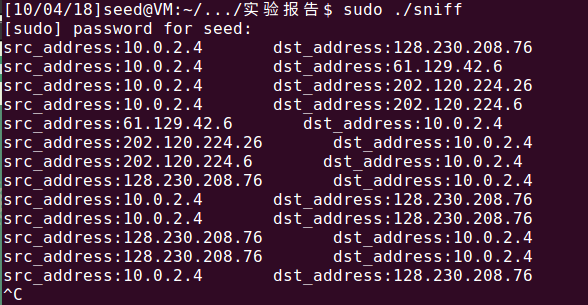 [10/04/18]seed@VM:~/.../实验报告$ sudo ./sniff
[sudo] password for seed:
src_address:10.0.2.4 dst_address:128.230.208.76
src_address:10.0.2.4 dst_address:61.129.42.6
src_address:10.0.2.4 dst_address:202.120.224.26
src_address:10.0.2.4 dst_address:202.120.224.6
src_address:61.129.42.6 dst_address:10.0.2.4
src_address:202.120.224.26 dst_address:10.0.2.4
src_address:202.120.224.6 dst_address:10.0.2.4
src_address:128.230.208.76 dst_address:10.0.2.4
src_address:10.0.2.4 dst_address:128.230.208.76
src_address:10.0.2.4 dst_address:128.230.208.76
src_address:128.230.208.76 dst_address:10.0.2.4
src_address:128.230.208.76 dst_address:10.0.2.4
src_address:10.0.2.4 dst_address:128.230.208.76
^C